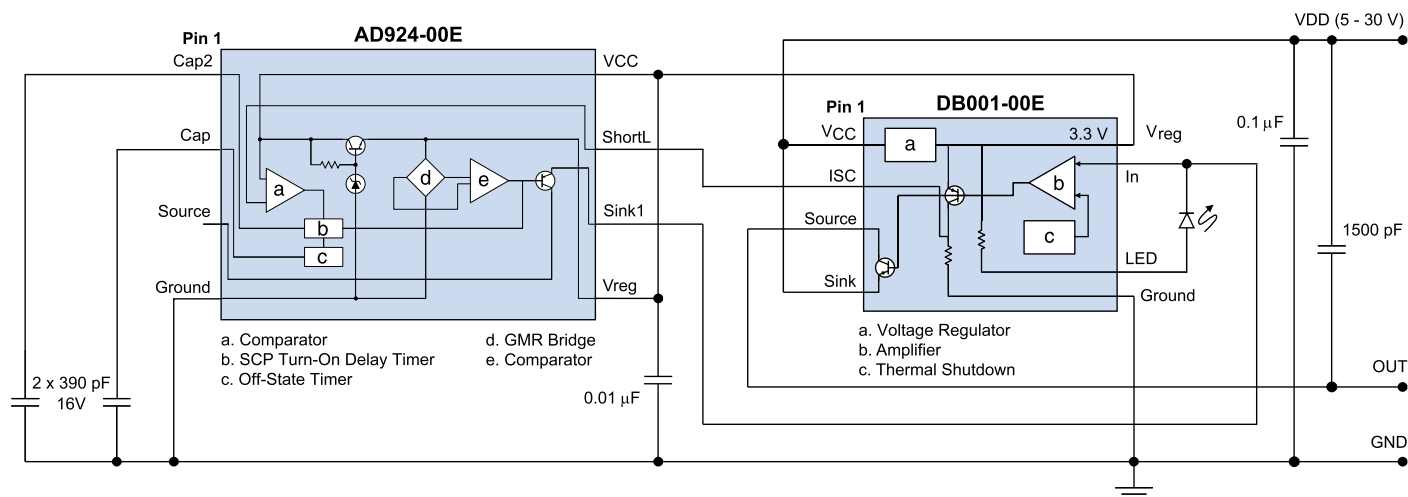 VDD (5 - 30 V)
AD924-00E
Pin 1
Cap2
VCC
DB001-00E
Pin 1
Cap
ShortL
VCC
a
3.3 V
Vreg
0.1 µF
a
d
e
ISC
b
In
Source
Sink1
Source
b
c
1500 pF
c
LED
Ground
Vreg
Sink
Ground
a. Comparator
b. SCP Turn-On Delay Timer
c. Off-State Timer
d. GMR Bridge
e. Comparator
a. Voltage Regulator
b. Amplifier
c. Thermal Shutdown
OUT
2 x 390 pF
16V
0.01 µF
GND